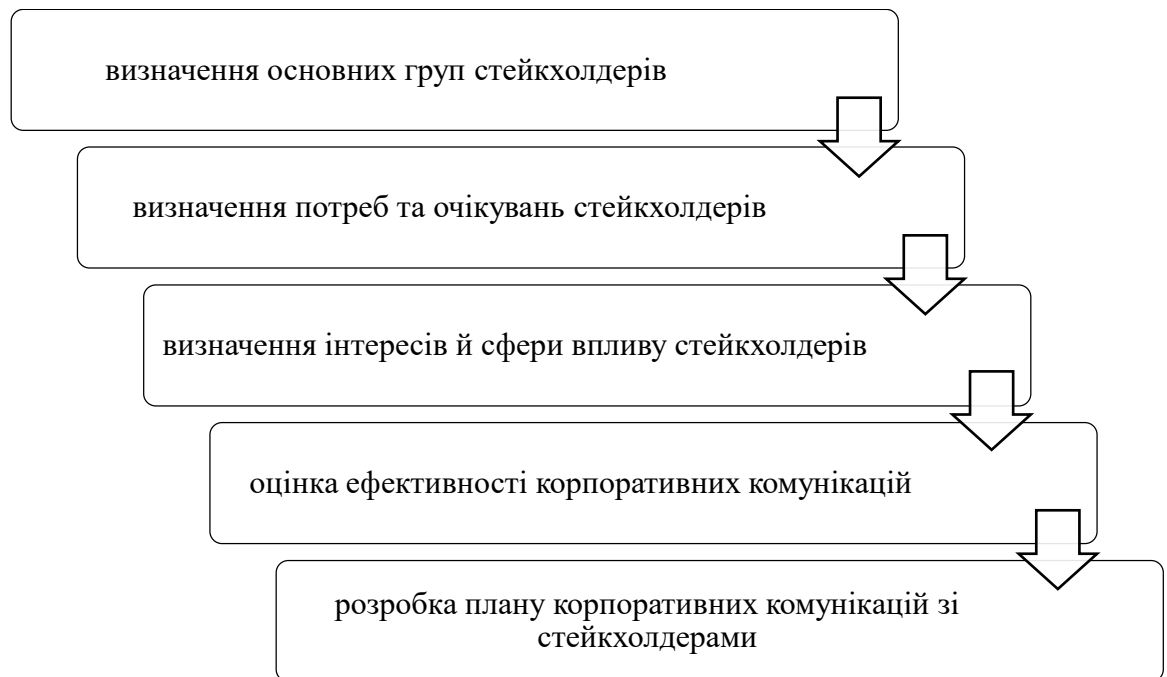 визначення основних груп стейкхолдерів
визначення потреб та очікувань стейкхолдерів
визначення інтересів й сфери впливу стейкхолдерів
оцінка ефективності корпоративних комунікацій
розробка плану корпоративних комунікацій зі
стейкхолдерами